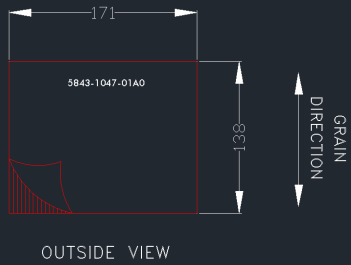 171
5843-1047-01A0
138
GRAIN
DIRECTION
OUTSIDE VIEW